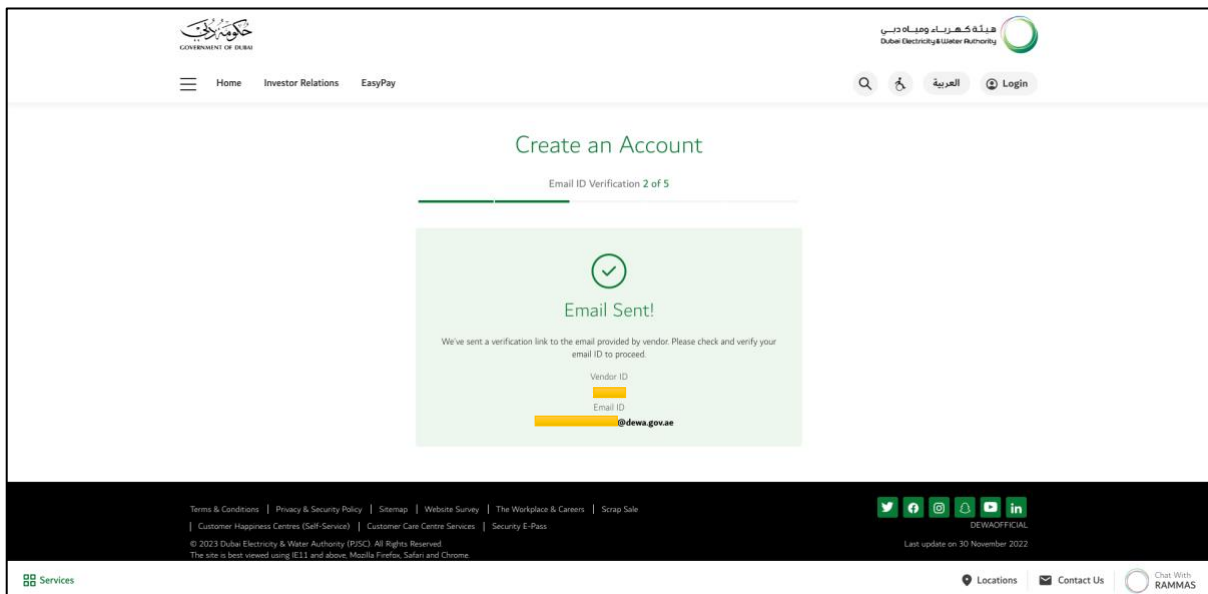 حكومة دبي
GOVERNMENT OF DUBAI
هيئة كهرباء ومياه دبي
Dubai Electricity & Water Authority
Home Investor Relations EasyPay
العربية Login
Create an Account
Email ID Verification 2 of 5
Email Sent!
We've sent a verification link to the email provided by vendor. Please check and verify your
email ID to proceed.
Vendor ID
Email ID
@dewa.gov.ae
Terms & Conditions | Privacy & Security Policy | Sitemap | Website Survey | The Workplace & Careers | Scrap Sale
| Customer Happiness Centres (Self-Service) | Customer Care Centre Services | Security E-Pass
© 2023 Dubai Electricity & Water Authority (PJSC). All Rights Reserved
The site is best viewed using IE11 and above, Mozilla Firefox, Safari and Chrome.
in
DEWAOFFICIAL
Last update on 30 November 2022
Services
Locations
Contact Us
Chat With
RAMMAS